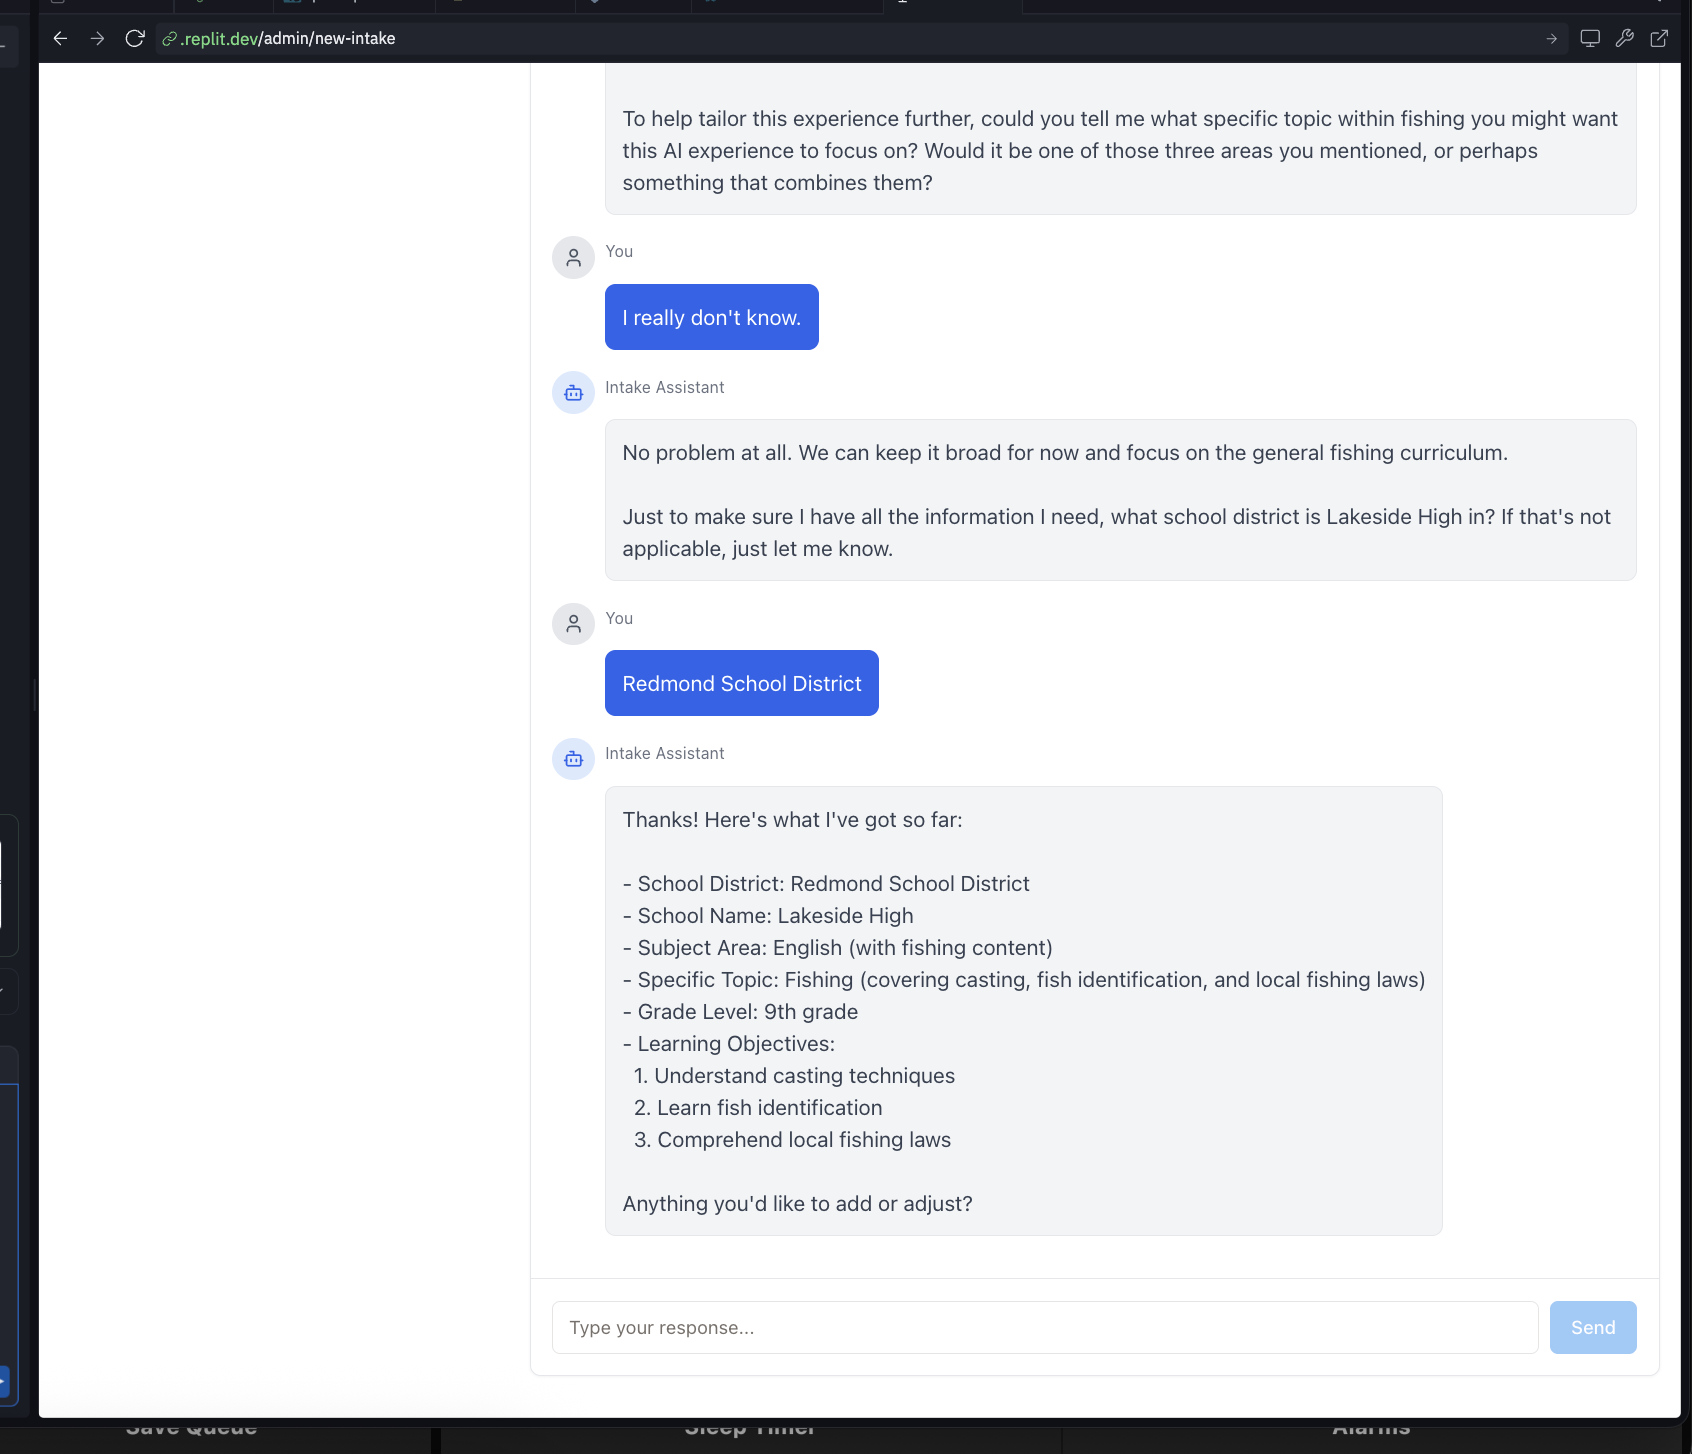 .replit.dev/admin/new-intake
To help tailor this experience further, could you tell me what specific topic within fishing you might want
this AI experience to focus on? Would it be one of those three areas you mentioned, or perhaps
something that combines them?
You
I really don't know.
Intake Assistant
No problem at all. We can keep it broad for now and focus on the general fishing curriculum.
Just to make sure I have all the information I need, what school district is Lakeside High in? If that's not
applicable, just let me know.
You
Redmond School District
Intake Assistant
Thanks! Here's what I've got so far:
- School District: Redmond School District
- School Name: Lakeside High
- Subject Area: English (with fishing content)
- Specific Topic: Fishing (covering casting, fish identification, and local fishing laws)
- Grade Level: 9th grade
- Learning Objectives:
1. Understand casting techniques
2. Learn fish identification
3. Comprehend local fishing laws
Anything you'd like to add or adjust?
Type your response...
Send
Save Queue
Sleep Timer
Alarms